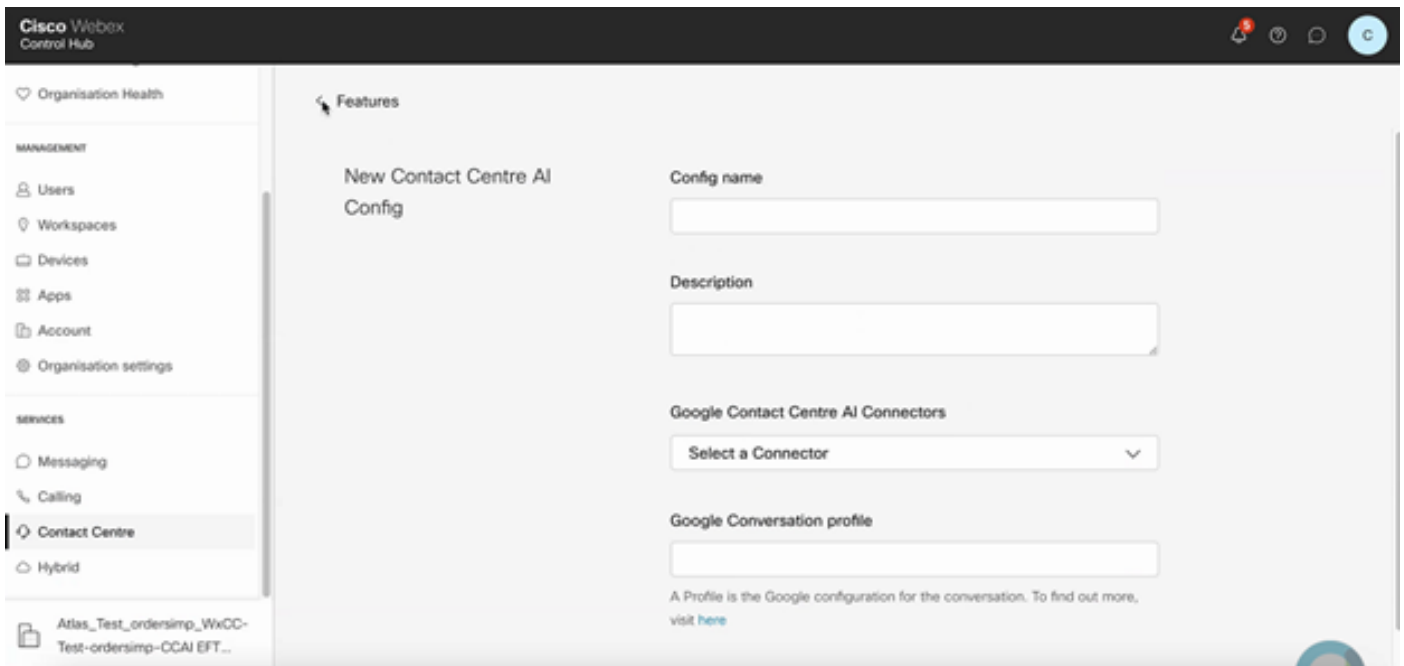 Cisco Webex
Control Hub
5
C
Organisation Health
MANAGEMENT
Users
Workspaces
Devices
Apps
Account
Organisation settings
SERVICES
Messaging
Calling
Contact Centre
Hybrid
Atlas_Test_ordersimp_WxCC-
Test-ordersimp-CCAI EFT...
Features
New Contact Centre AI
Config
Config name
Description
Google Contact Centre AI Connectors
Select a Connector
Google Conversation profile
A Profile is the Google configuration for the conversation. To find out more,
visit here